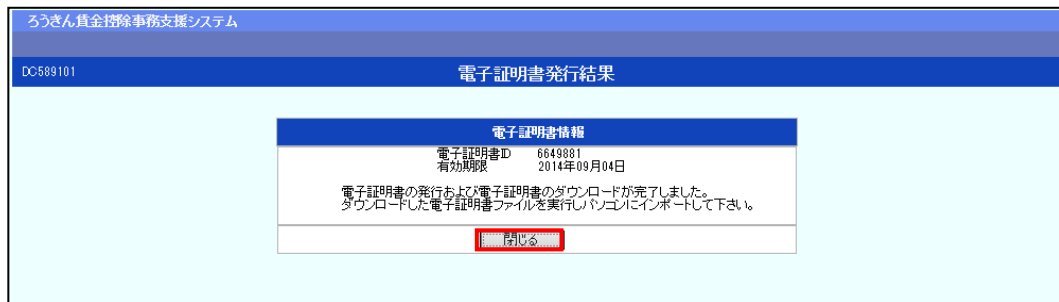 ろうきん賃金控除事務支援システム
DC589101
電子証明書発行結果
電子証明書情報
電子証明書ID 6649881
有効期限 2014年09月04日
電子証明書の発行および電子証明書のダウンロードが完了しました。
ダウンロードした電子証明書ファイルを実行しパソコンにインポートして下さい。
閉じる